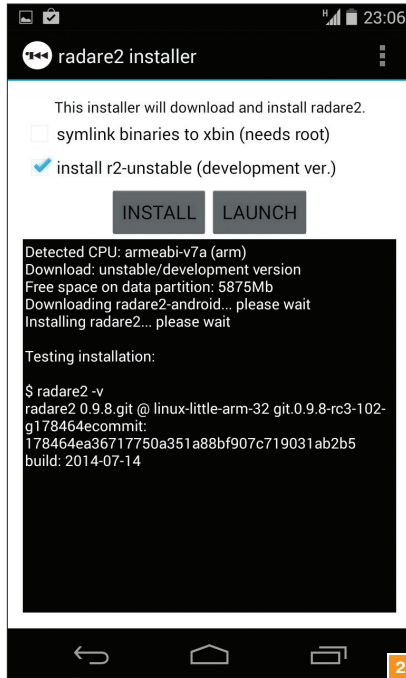 H 23:06
radare2 installer
This installer will download and install radare2.
symlink binaries to xbin (needs root)
install r2-unstable (development ver.)
INSTALL LAUNCH
Detected CPU: armeabi-v7a (arm)
Download: unstable/development version
Free space on data partition: 5875Mb
Downloading radare2-android... please wait
Installing radare2... please wait
Testing installation:
$ radare2 -v
radare2 0.9.8.git @ linux-little-arm-32 git.0.9.8-rc3-102-
g178464ecommit:
178464ea36717750a351a88bf907c719031ab2b5
build: 2014-07-14
2